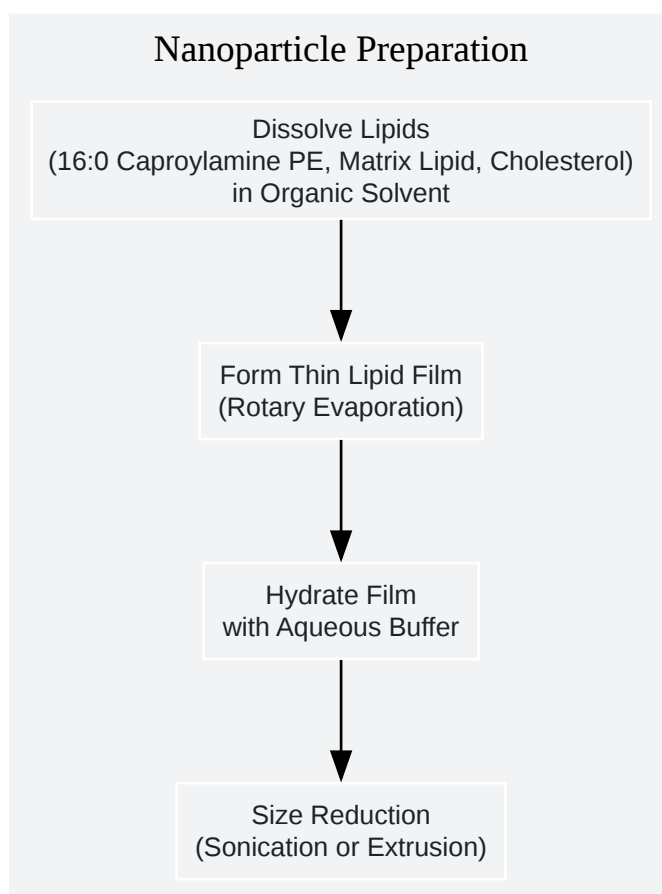 Nanoparticle Preparation
Dissolve Lipids
(16:0 Caproylamine PE, Matrix Lipid, Cholesterol)
in Organic Solvent
Form Thin Lipid Film
(Rotary Evaporation)
Hydrate Film
with Aqueous Buffer
Size Reduction
(Sonication or Extrusion)